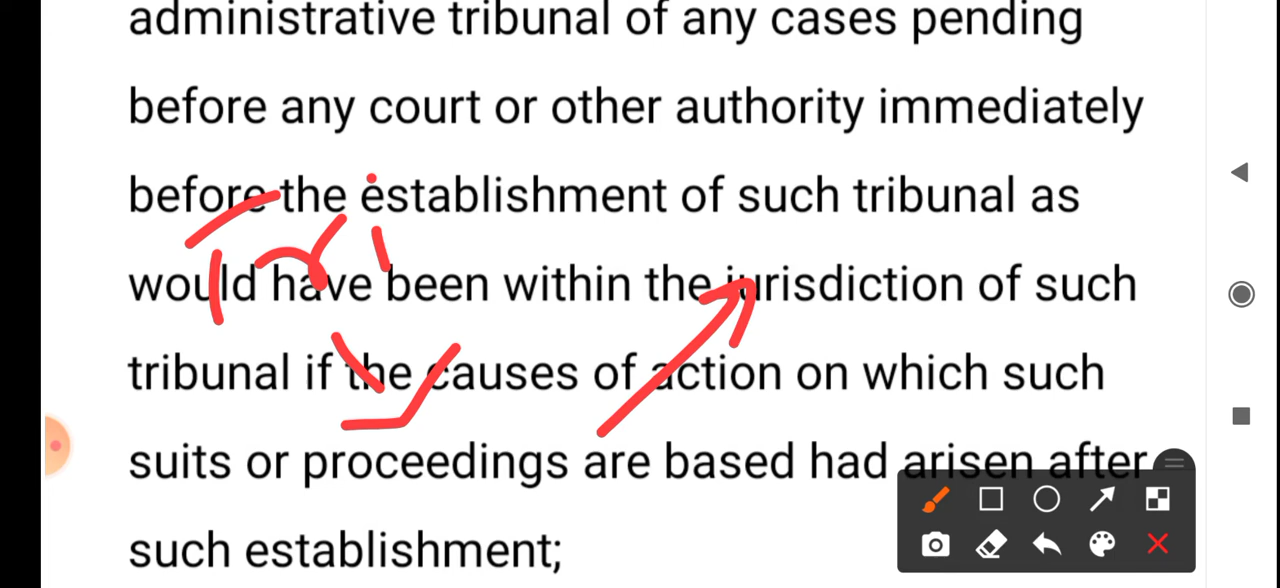 administrative tribunal of any cases pending
before any court or other authority immediately
before the establishment of such tribunal as
would have been within the jurisdiction of such
tribunal if the causes of action on which such
suits or proceedings are based had arisen after
such establishment;
Tri